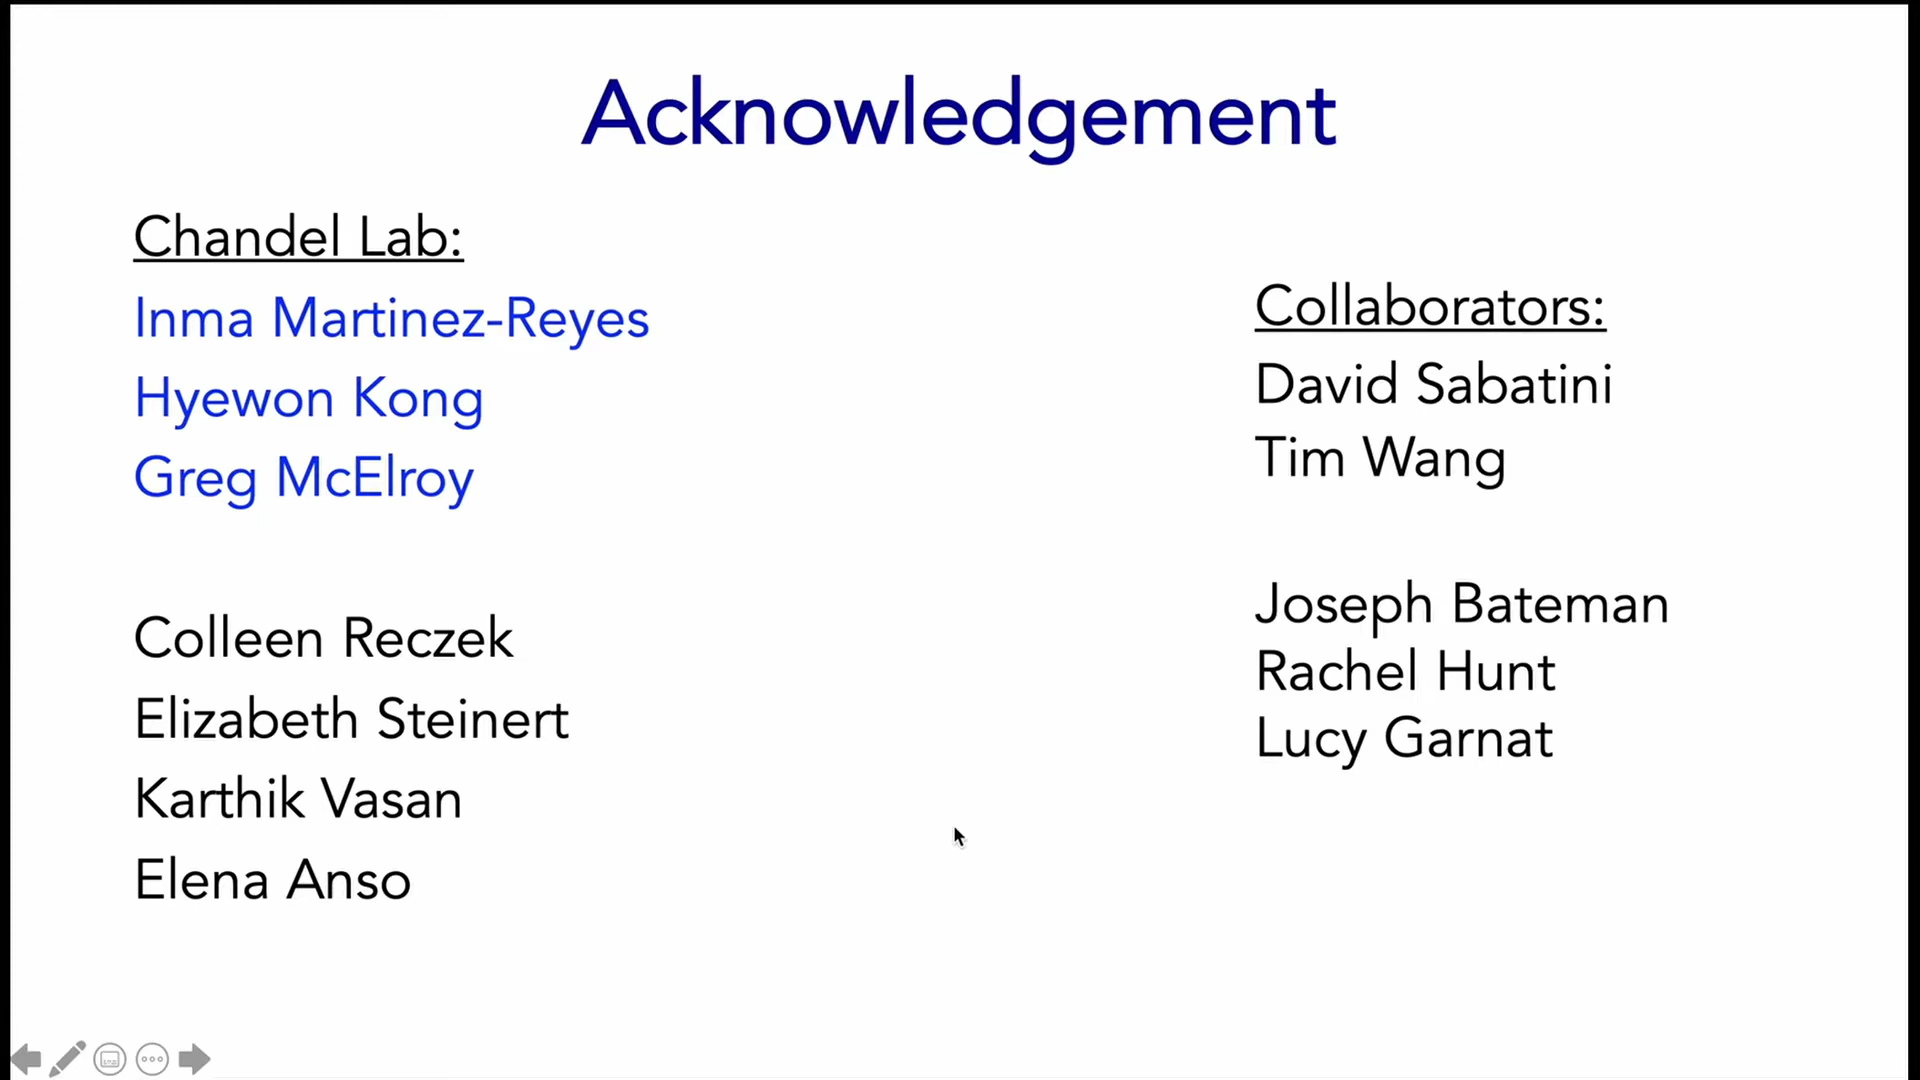 Acknowledgement
Chandel Lab:
Inma Martinez-Reyes
Hyewon Kong
Greg McElroy
Colleen Reczek
Elizabeth Steinert
Karthik Vasan
Elena Anso
Collaborators:
David Sabatini
Tim Wang
Joseph Bateman
Rachel Hunt
Lucy Garnat